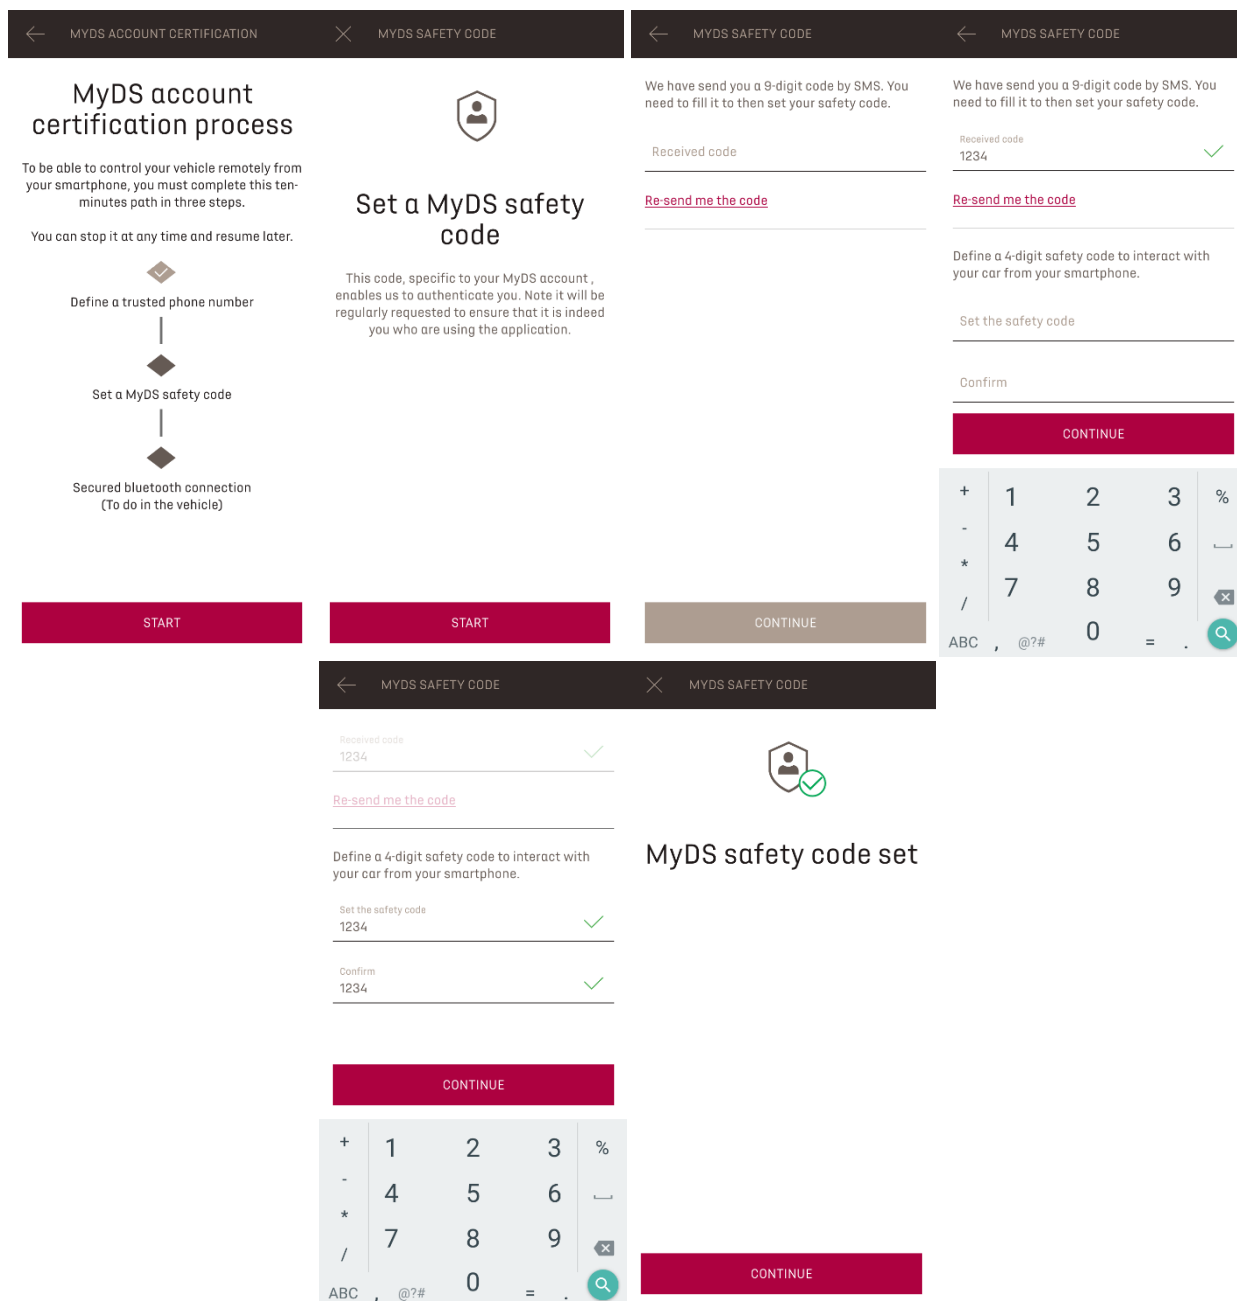 MYDS ACCOUNT CERTIFICATION
MyDS account
certification process
To be able to control your vehicle remotely from
your smartphone, you must complete this ten-
minutes path in three steps.
You can stop it at any time and resume later.
Define a trusted phone number
Set a MyDS safety code
Secured bluetooth connection
(To do in the vehicle)
START
MYDS SAFETY CODE
Set a MyDS safety
code
This code, specific to your MyDS account ,
enables us to authenticate you. Note it will be
regularly requested to ensure that it is indeed
you who are using the application.
START
MYDS SAFETY CODE
We have send you a 9-digit code by SMS. You
need to fill it to then set your safety code.
Received code
Re-send me the code
CONTINUE
MYDS SAFETY CODE
We have send you a 9-digit code by SMS. You
need to fill it to then set your safety code.
Received code
1234
Re-send me the code
Define a 4-digit safety code to interact with
your car from your smartphone.
Set the safety code
Confirm
CONTINUE
+ 1 2 3 %
- 4 5 6
* 7 8 9
/
ABC , @?# 0 = .
MYDS SAFETY CODE
Received code
1234
Re-send me the code
Define a 4-digit safety code to interact with
your car from your smartphone.
Set the safety code
1234
Confirm
1234
CONTINUE
+ 1 2 3 %
- 4 5 6
* 7 8 9
/
ABC , @?# 0 = .
MYDS SAFETY CODE
MyDS safety code set
CONTINUE